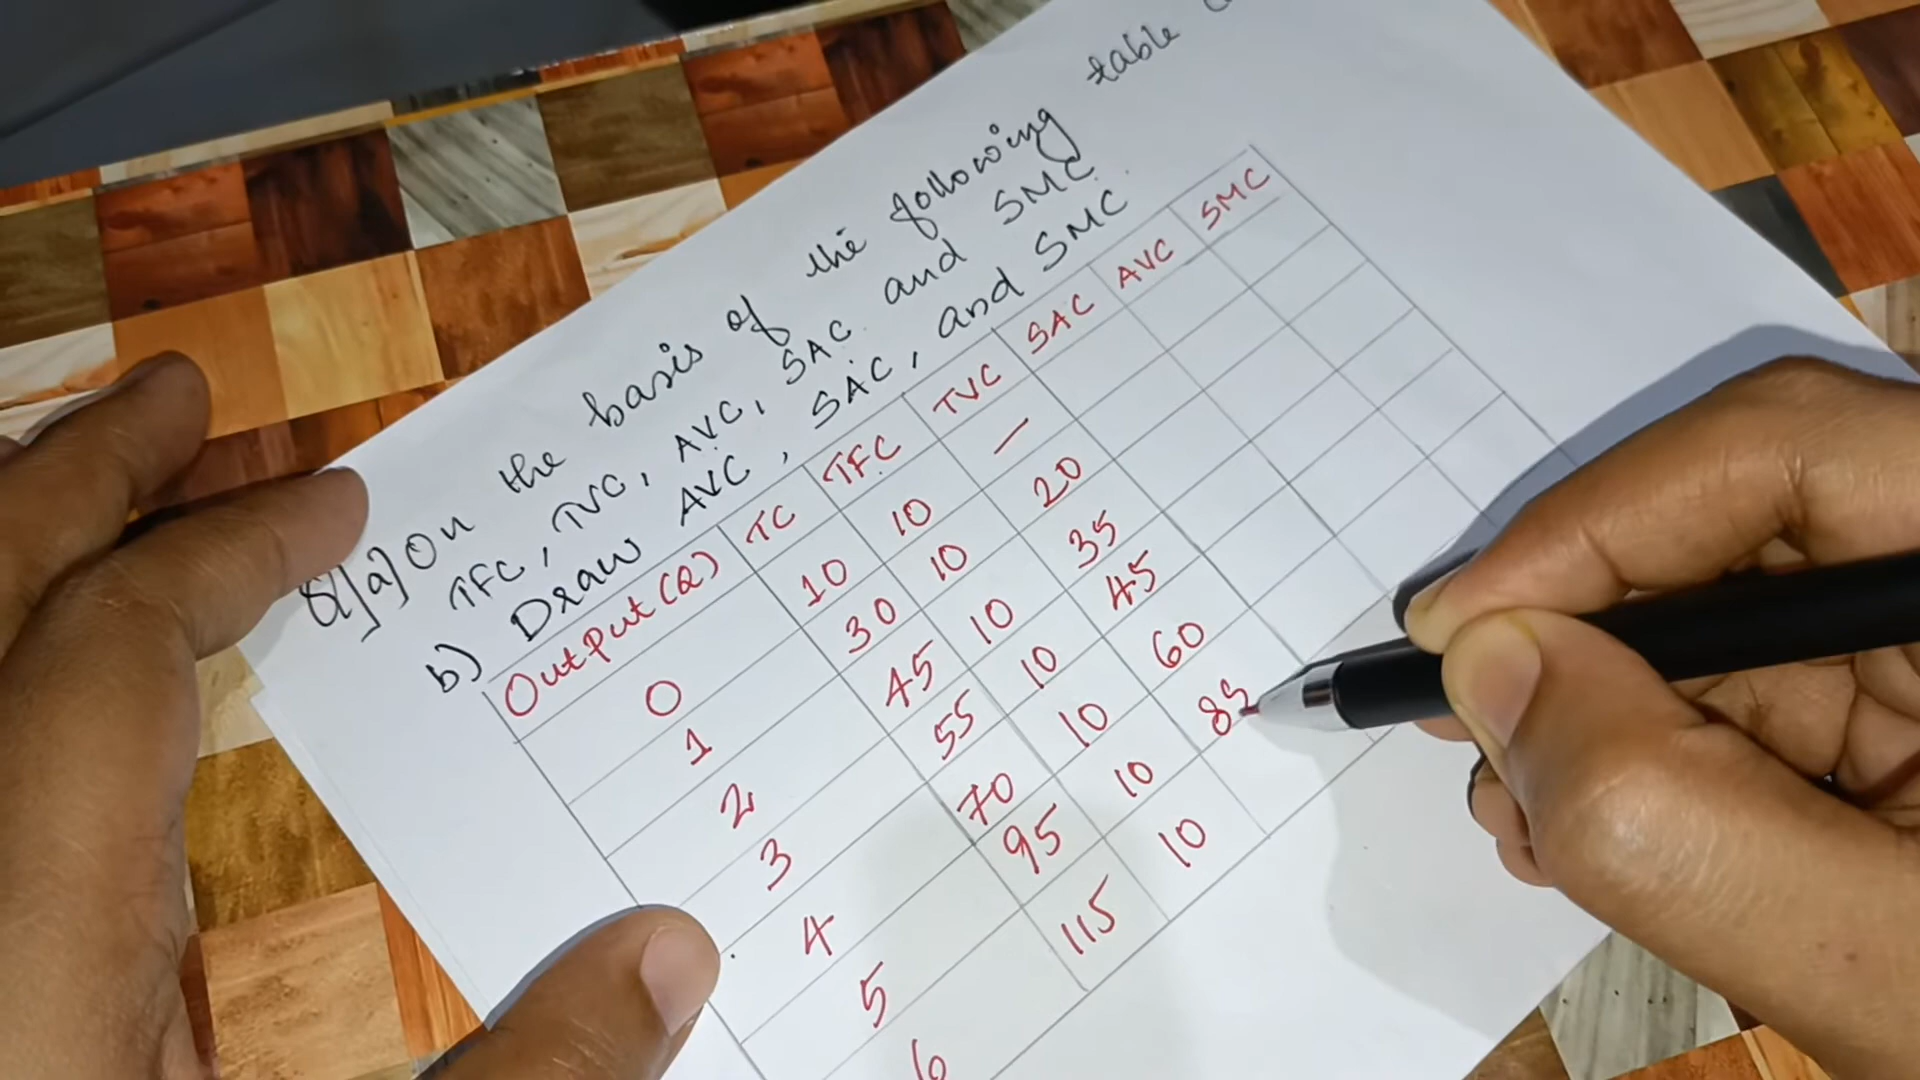 Q1]a] On the basis of the following table
TFC, TVC, AVC, SAC and SMC.
b) Draw AVC, SAC, and SMC
Output(Q) TC TFC TVC SAC AVC SMC
0 10 10 —
1 30 10 20
2 45 10 35
3 55 10 45
4 70 10 60
5 95 10 85
6 115 10